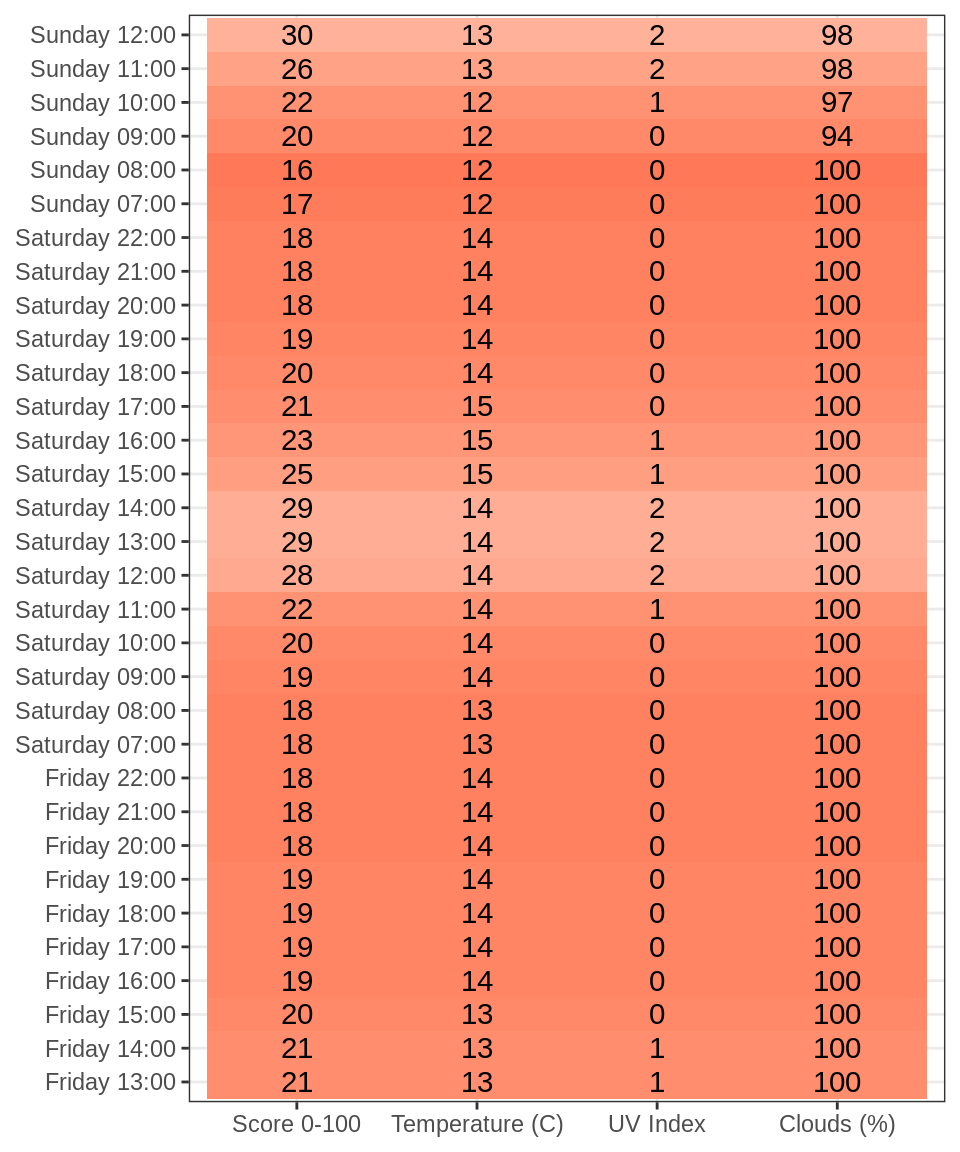 Sunday 12:00 30 13 2 98
Sunday 11:00 26 13 2 98
Sunday 10:00 22 12 1 97
Sunday 09:00 20 12 0 94
Sunday 08:00 16 12 0 100
Sunday 07:00 17 12 0 100
Saturday 22:00 18 14 0 100
Saturday 21:00 18 14 0 100
Saturday 20:00 18 14 0 100
Saturday 19:00 19 14 0 100
Saturday 18:00 20 14 0 100
Saturday 17:00 21 15 0 100
Saturday 16:00 23 15 1 100
Saturday 15:00 25 15 1 100
Saturday 14:00 29 14 2 100
Saturday 13:00 29 14 2 100
Saturday 12:00 28 14 2 100
Saturday 11:00 22 14 1 100
Saturday 10:00 20 14 0 100
Saturday 09:00 19 14 0 100
Saturday 08:00 18 13 0 100
Saturday 07:00 18 13 0 100
Friday 22:00 18 14 0 100
Friday 21:00 18 14 0 100
Friday 20:00 18 14 0 100
Friday 19:00 19 14 0 100
Friday 18:00 19 14 0 100
Friday 17:00 19 14 0 100
Friday 16:00 19 14 0 100
Friday 15:00 20 13 0 100
Friday 14:00 21 13 1 100
Friday 13:00 21 13 1 100
Score 0-100 Temperature (C) UV Index Clouds (%)